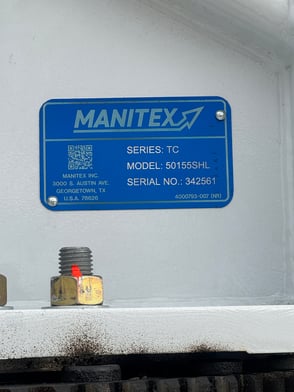 MANITEX
SERIES: TC
MODEL: 50155SHL
SERIAL NO.: 342561
MANITEX INC.
3000 S. AUSTIN AVE.
GEORGETOWN, TX
U.S.A. 78626
4000793-007 (NR)